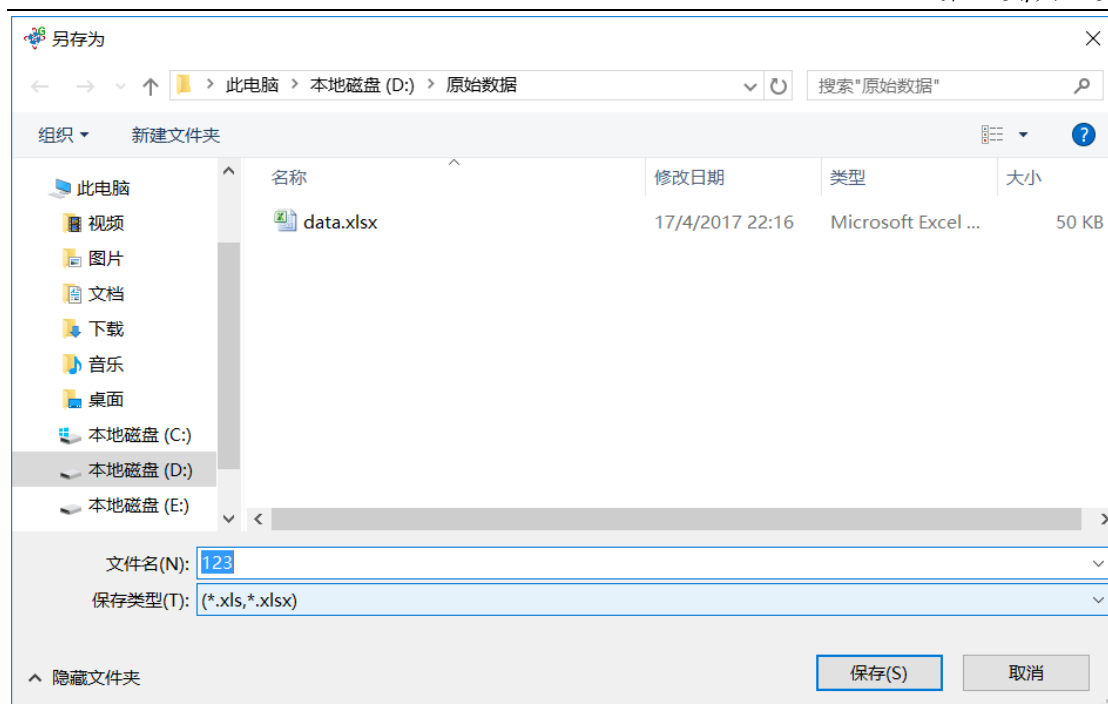 另存为
此电脑 > 本地磁盘 (D:) > 原始数据 搜索"原始数据"
组织 新建文件夹
名称 修改日期 类型 大小
此电脑
data.xlsx 17/4/2017 22:16 Microsoft Excel ... 50 KB
视频
图片
文档
下载
音乐
桌面
本地磁盘 (C:)
本地磁盘 (D:)
本地磁盘 (E:)
文件名(N): 123
保存类型(T): (*.xls,*.xlsx)
隐藏文件夹 保存(S) 取消